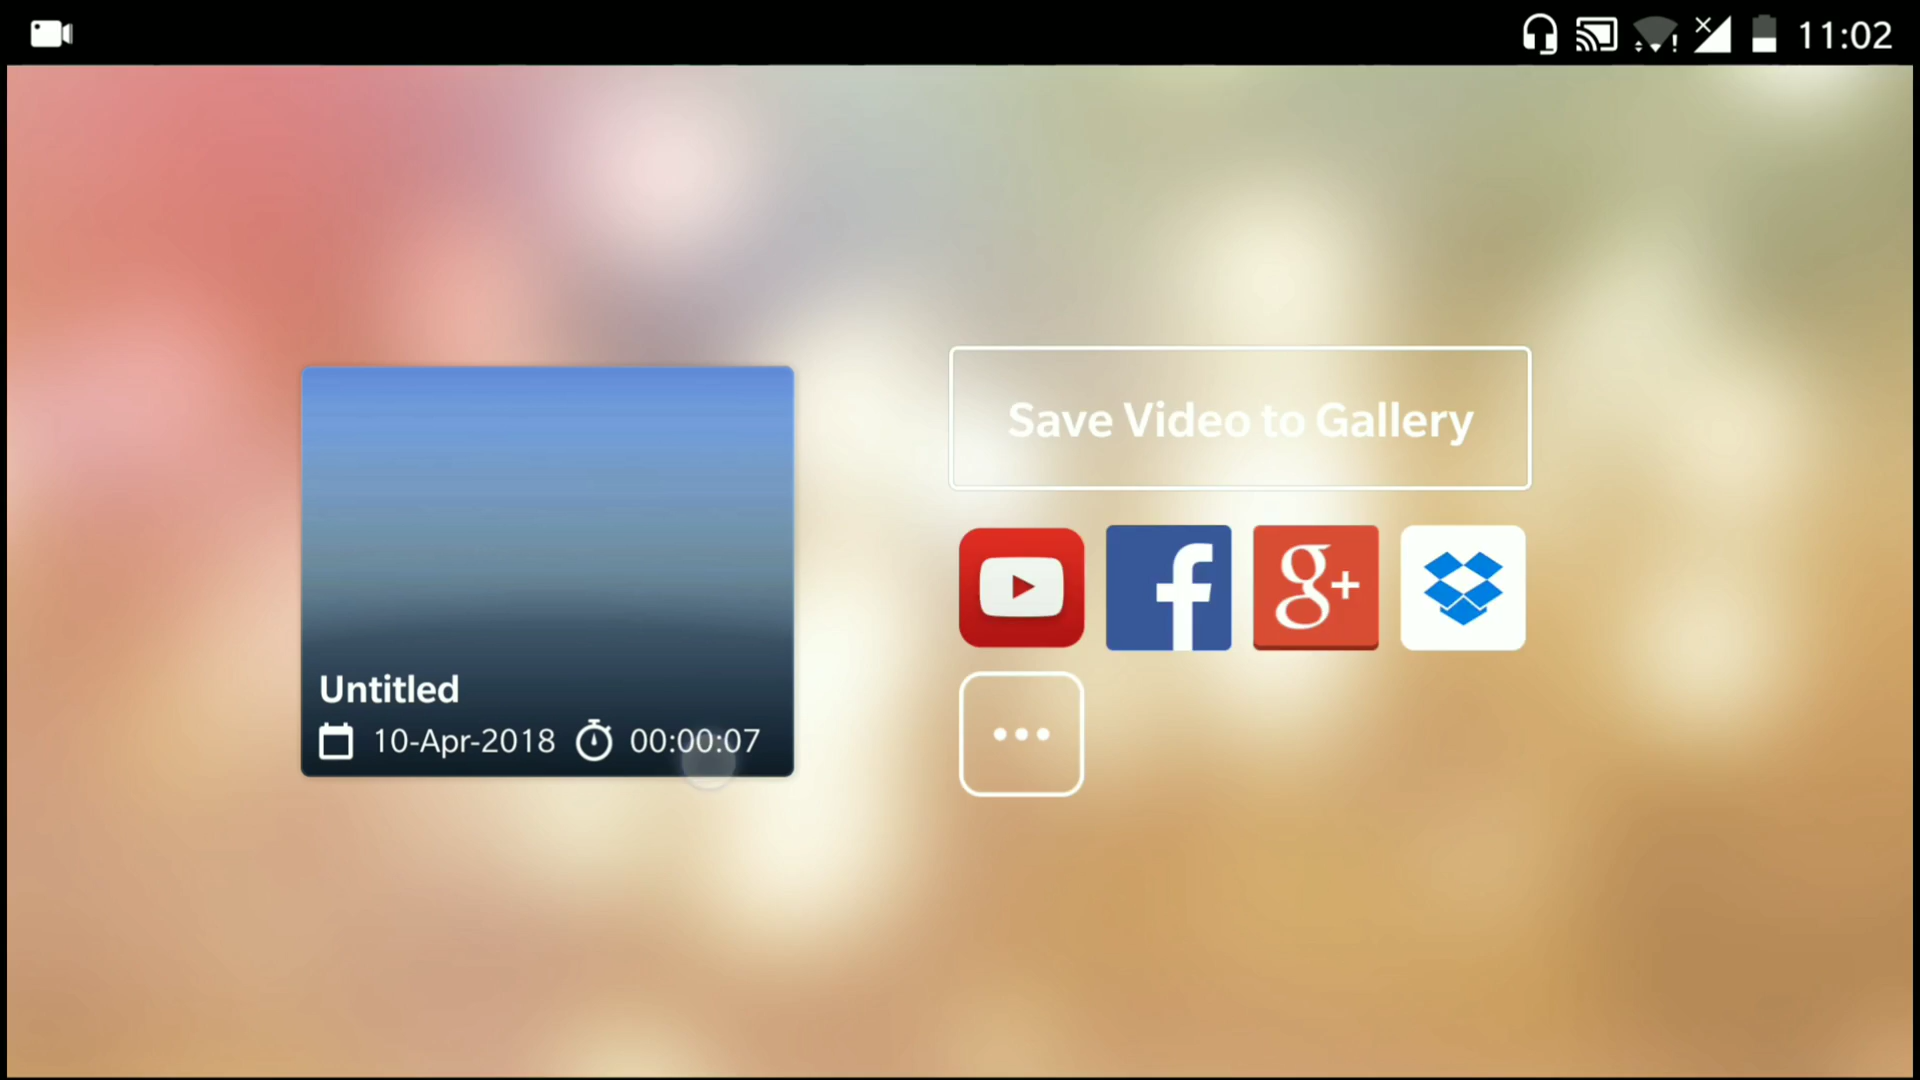 11:02
Save Video to Gallery
g+
Untitled
10-Apr-2018 00:00:07